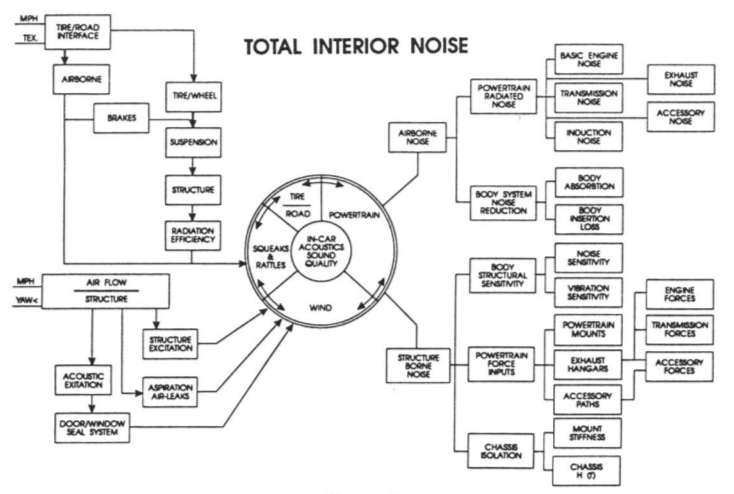 TOTAL INTERIOR NOISE
MPH
TEX.
TIRE/ROAD
INTERFACE
AIRBORNE
TIRE/WHEEL
BRAKES
SUSPENSION
STRUCTURE
RADIATION
EFFICIENCY
MPH
YAW<
AIR FLOW
STRUCTURE
STRUCTURE
EXCITATION
ACOUSTIC
EXITATION
ASPIRATION
AIR-LEAKS
DOOR/WINDOW
SEAL SYSTEM
TIRE
ROAD
POWERTRAIN
SQUEAKS
&
RATTLES
IN-CAR
ACOUSTICS
SOUND
QUALITY
WIND
AIRBORNE
NOISE
POWERTRAIN
RADIATED
NOISE
BASIC ENGINE
NOISE
EXHAUST
NOISE
TRANSMISSION
NOISE
ACCESSORY
NOISE
INDUCTION
NOISE
BODY SYSTEM
NOISE
REDUCTION
BODY
ABSORBTION
BODY
INSERTION
LOSS
STRUCTURE
BORNE
NOISE
BODY
STRUCTURAL
SENSITIVITY
NOISE
SENSITIVITY
VIBRATION
SENSITIVITY
POWERTRAIN
FORCE
INPUTS
POWERTRAIN
MOUNTS
EXHAUST
HANGARS
ACCESSORY
PATHS
ENGINE
FORCES
TRANSMISSION
FORCES
ACCESSORY
FORCES
CHASSIS
ISOLATION
MOUNT
STIFFNESS
CHASSIS
H (f)